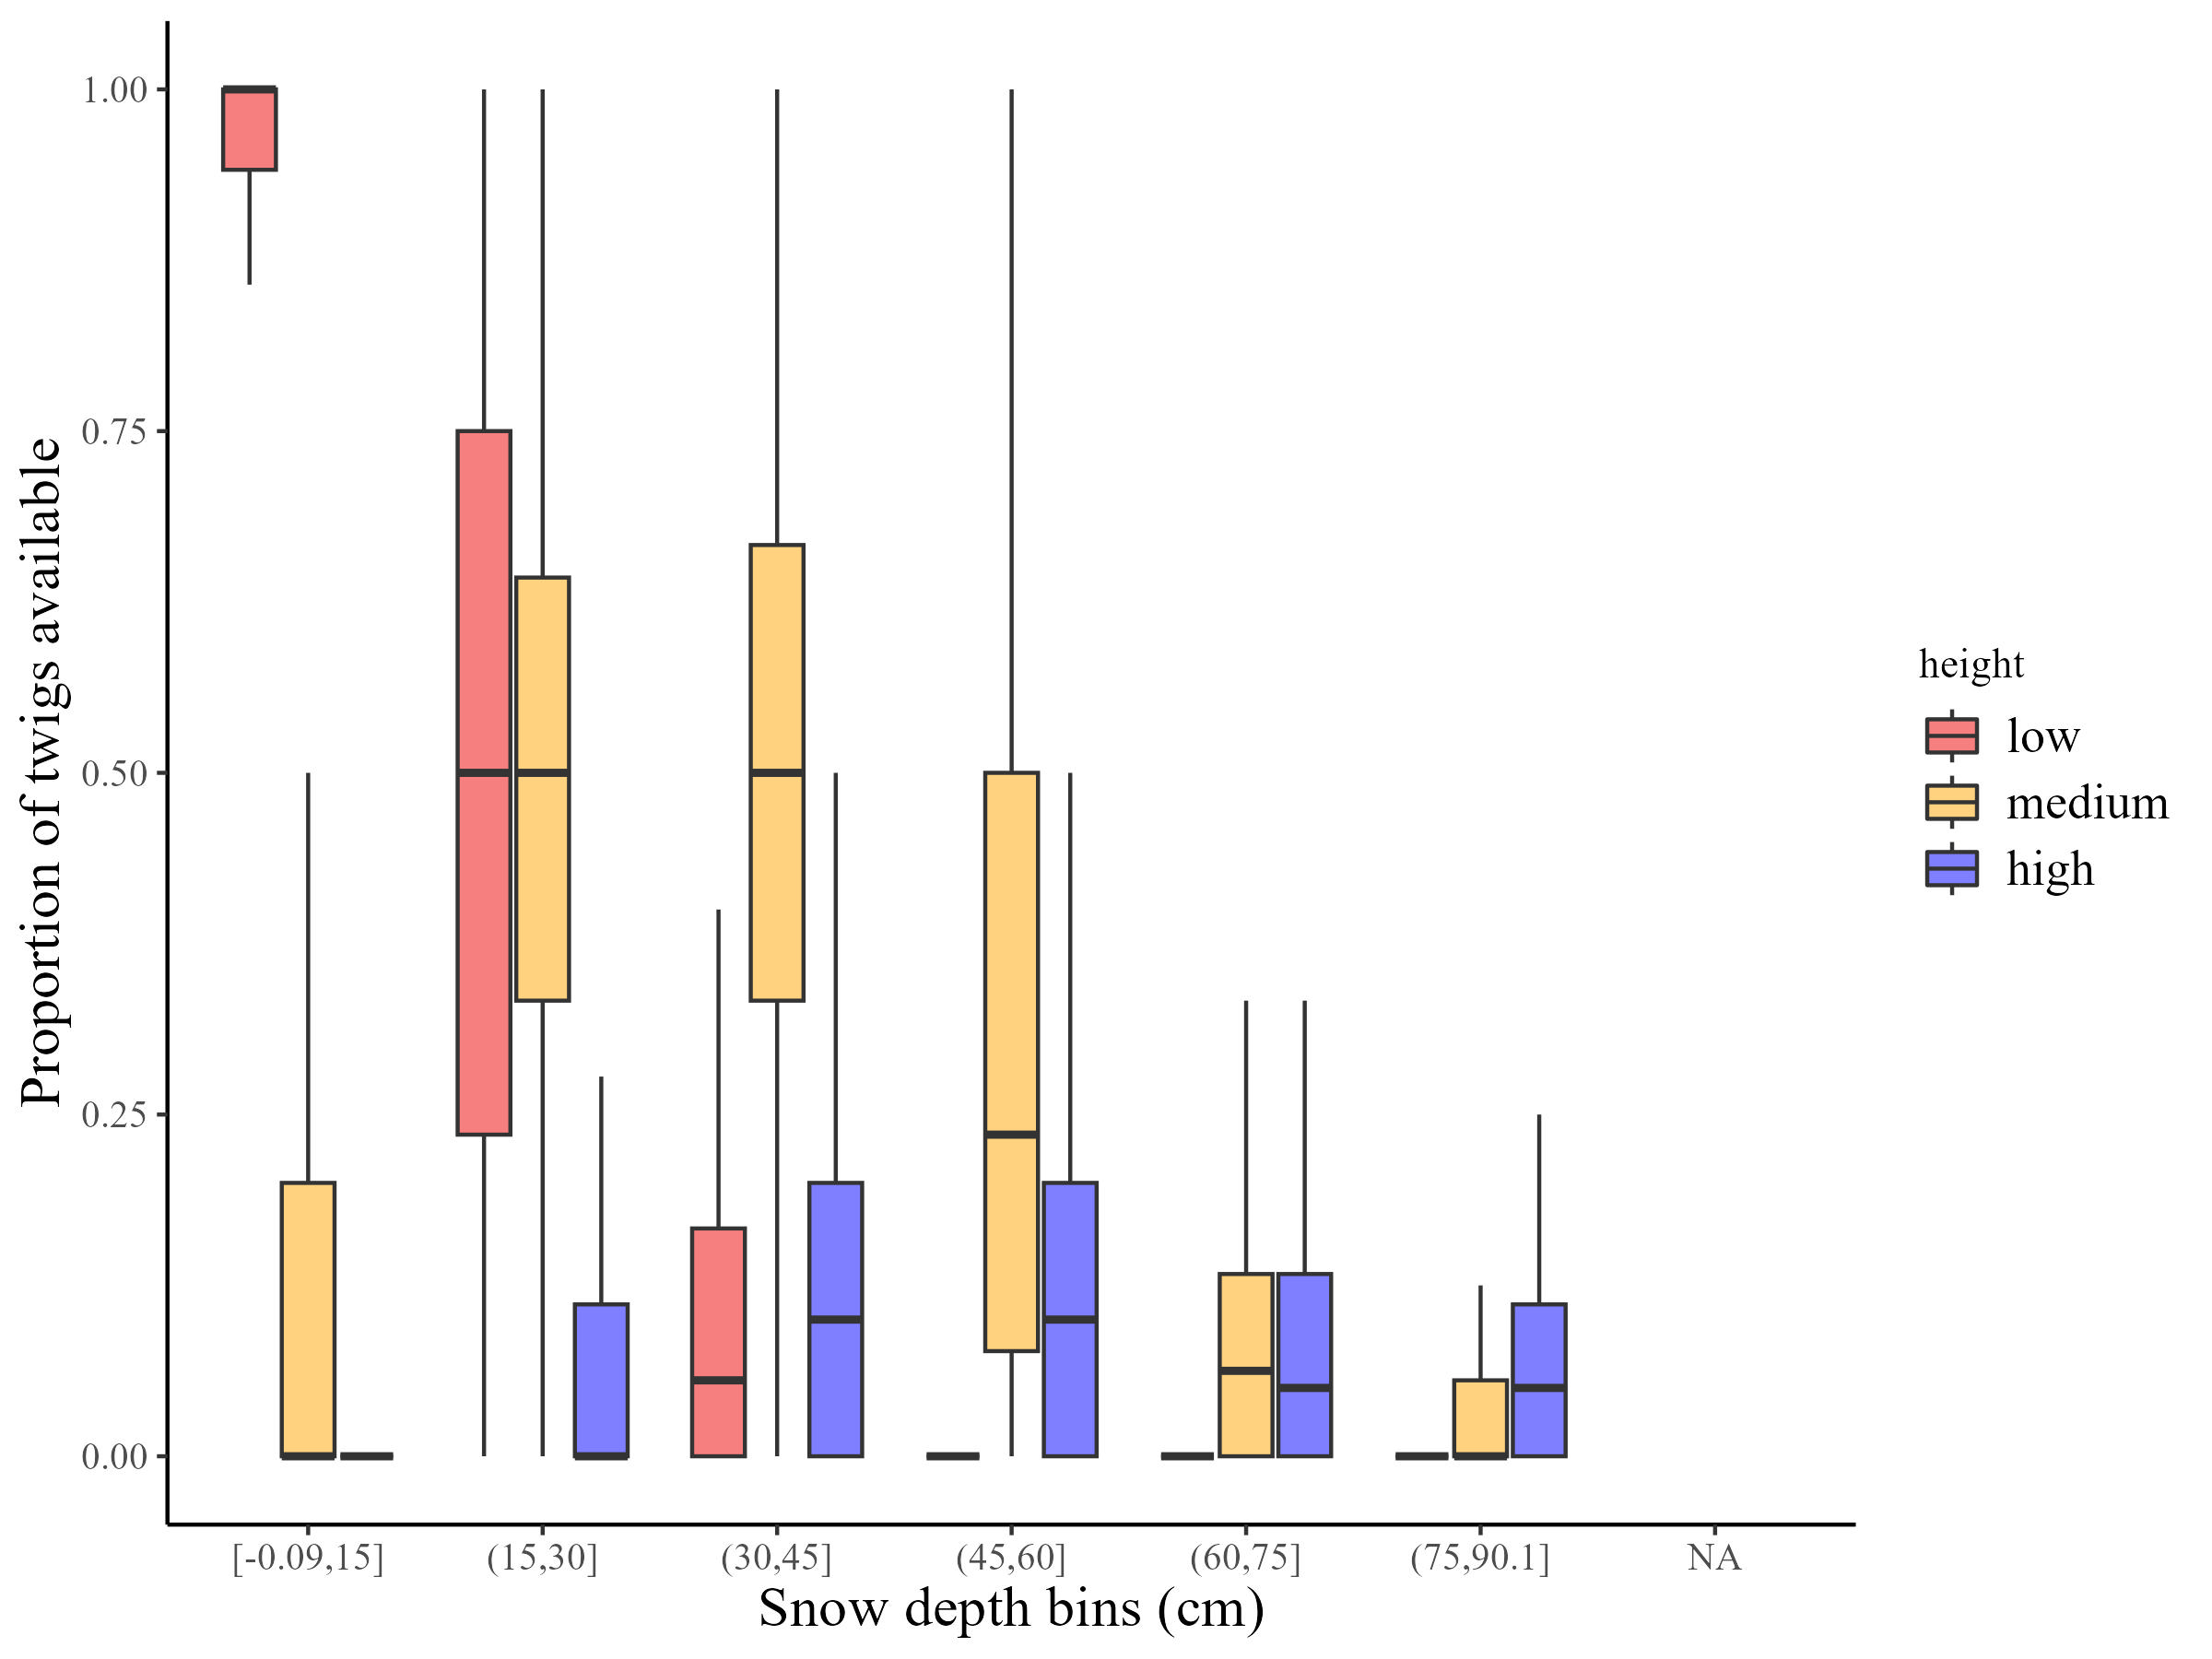 Proportion of twigs available
1.00
0.75
0.50
0.25
0.00
[-0.09,15] (15,30] (30,45] (45,60] (60,75] (75,90.1] NA
Snow depth bins (cm)
height
low
medium
high